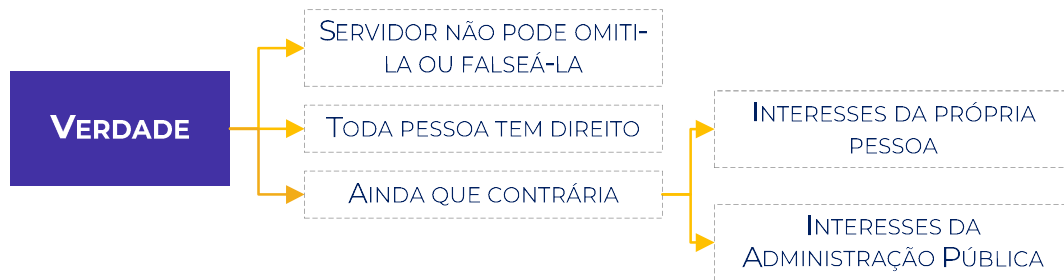 VERDADE
SERVIDOR NÃO PODE OMITI-
LA OU FALSEÁ-LA
TODA PESSOA TEM DIREITO
AINDA QUE CONTRÁRIA
INTERESSES DA PRÓPRIA
PESSOA
INTERESSES DA
ADMINISTRAÇÃO PÚBLICA